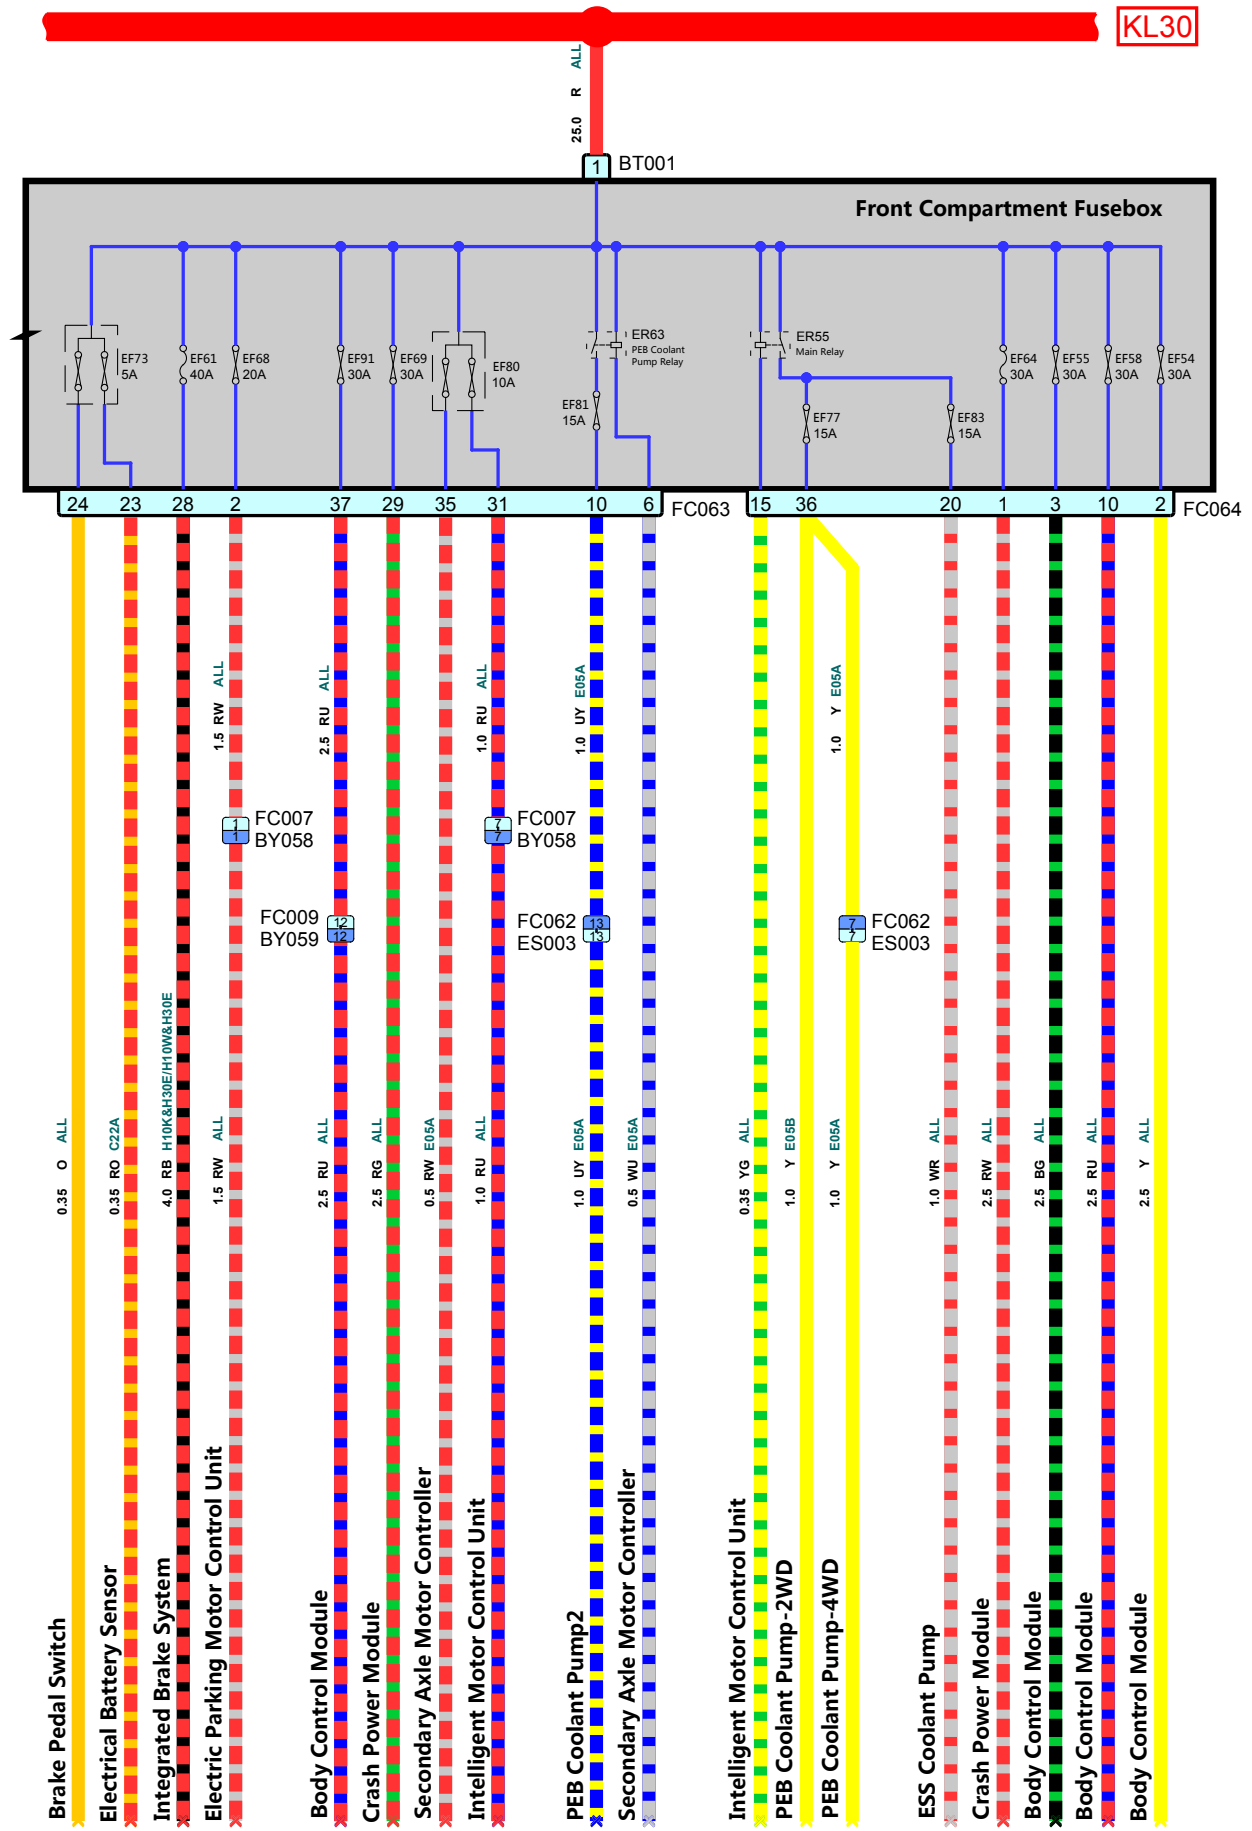 KL30
25.0 R ALL
1 BT001
Front Compartment Fusebox
EF73
5A
EF61
40A
EF68
20A
EF91
30A
EF69
30A
EF80
10A
ER63
PEB Coolant
Pump Relay
EF81
15A
ER55
Main Relay
EF77
15A
EF83
15A
EF64
30A
EF55
30A
EF58
30A
EF54
30A
24 23 28 2 37 29 35 31 10 6 FC063
15 36 20 1 3 10 2 FC064
1.5 RW ALL
2.5 RU ALL
1.0 RU ALL
1.0 UY E05A
1.0 Y E05A
1 FC007
1 BY058
7 FC007
7 BY058
FC009 12
BY059 12
FC062 13
ES003 13
7 FC062
7 ES003
0.35 O ALL
0.35 RO C22A
4.0 RB H10K&H30E/H10W&H30E
1.5 RW ALL
2.5 RU ALL
2.5 RG ALL
0.5 RW E05A
1.0 RU ALL
1.0 UY E05A
0.5 WU E05A
0.35 YG ALL
1.0 Y E05B
1.0 Y E05A
1.0 WR ALL
2.5 RW ALL
2.5 BG ALL
2.5 RU ALL
2.5 Y ALL
Brake Pedal Switch
Electrical Battery Sensor
Integrated Brake System
Electric Parking Motor Control Unit
Body Control Module
Crash Power Module
Secondary Axle Motor Controller
Intelligent Motor Control Unit
PEB Coolant Pump2
Secondary Axle Motor Controller
Intelligent Motor Control Unit
PEB Coolant Pump-2WD
PEB Coolant Pump-4WD
ESS Coolant Pump
Crash Power Module
Body Control Module
Body Control Module
Body Control Module